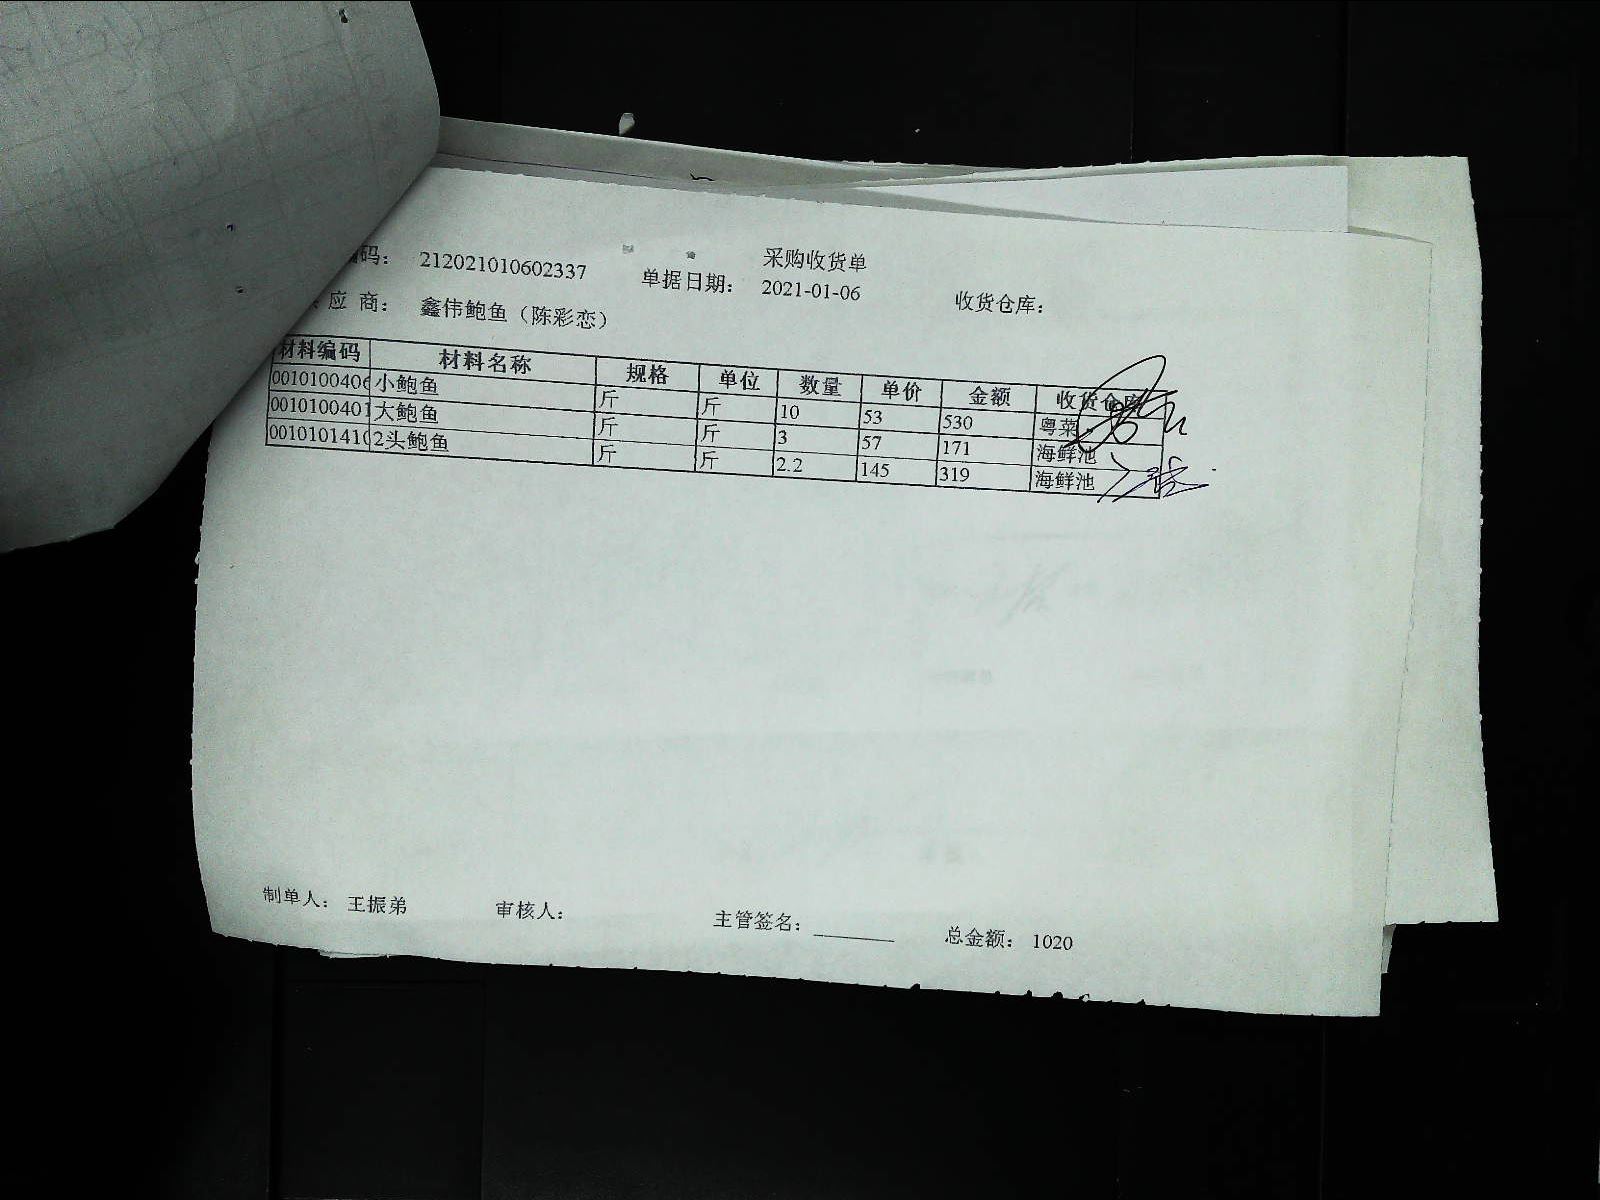 采购收货单
编码： 212021010602337 单据日期： 2021-01-06 收货仓库：
应 商： 鑫伟鲍鱼（陈彩恋）
材料编码 材料名称 规格 单位 数量 单价 金额 收货仓库
0010100406 小鲍鱼 斤 斤 10 53 530 粤菜
0010100401 大鲍鱼 斤 斤 3 57 171 海鲜池
0010101410 2头鲍鱼 斤 斤 2.2 145 319 海鲜池
制单人： 王振弟 审核人： 主管签名： 总金额： 1020